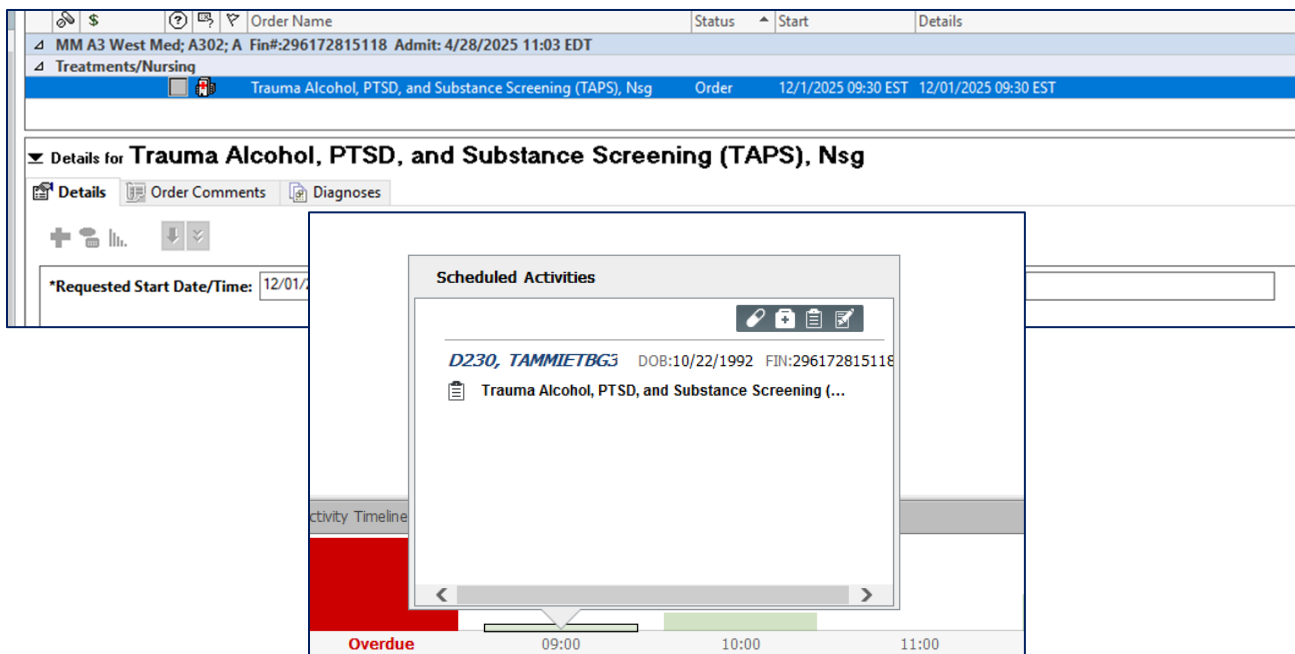 $ ? Order Name Status Start Details
MM A3 West Med; A302; A Fin#:296172815118 Admit: 4/28/2025 11:03 EDT
Treatments/Nursing
Trauma Alcohol, PTSD, and Substance Screening (TAPS), Nsg Order 12/1/2025 09:30 EST 12/01/2025 09:30 EST
Details for Trauma Alcohol, PTSD, and Substance Screening (TAPS), Nsg
Details Order Comments Diagnoses
*Requested Start Date/Time: 12/01/2
Scheduled Activities
D230, TAMMIETBG3 DOB:10/22/1992 FIN:296172815118
Trauma Alcohol, PTSD, and Substance Screening (...
ctivity Timeline
Overdue 09:00 10:00 11:00